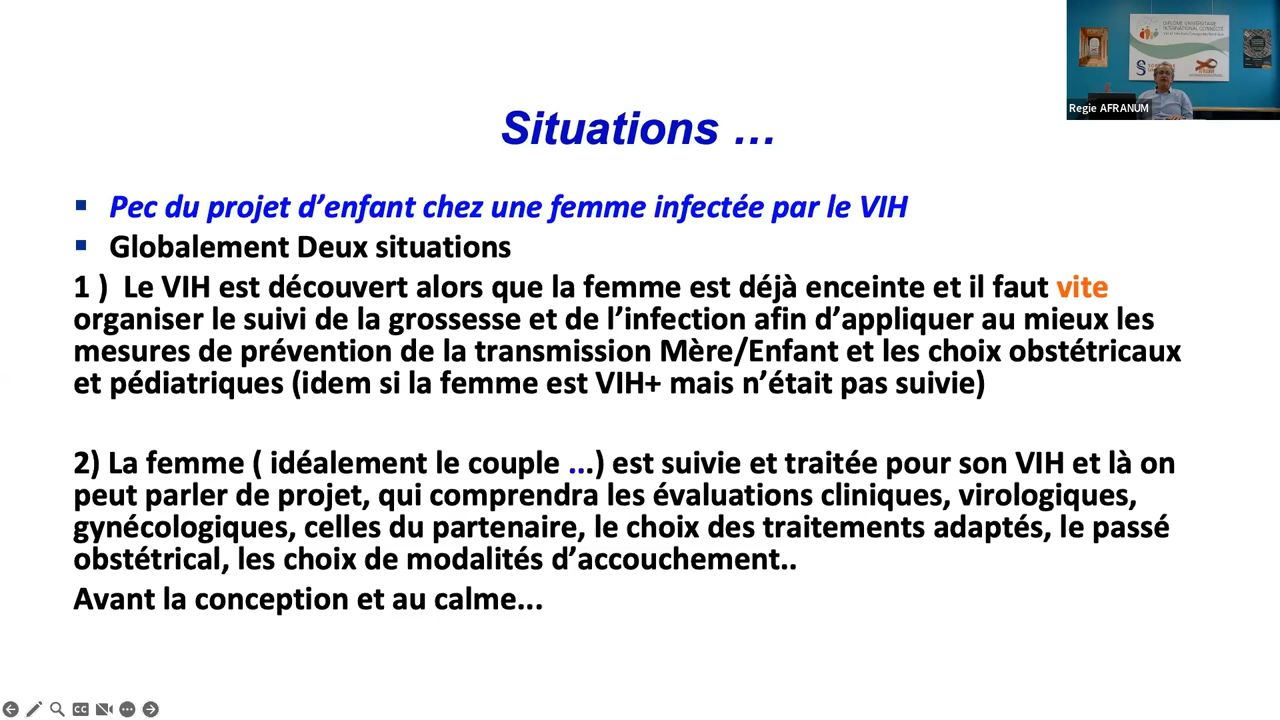 DIPLÔME UNIVERSITAIRE
INTERNATIONAL CONNECTÉ
Regie AFRANUM
Situations …
▪ Pec du projet d’enfant chez une femme infectée par le VIH
▪ Globalement Deux situations
1 ) Le VIH est découvert alors que la femme est déjà enceinte et il faut vite
organiser le suivi de la grossesse et de l’infection afin d’appliquer au mieux les
mesures de prévention de la transmission Mère/Enfant et les choix obstétricaux
et pédiatriques (idem si la femme est VIH+ mais n’était pas suivie)
2) La femme ( idéalement le couple ...) est suivie et traitée pour son VIH et là on
peut parler de projet, qui comprendra les évaluations cliniques, virologiques,
gynécologiques, celles du partenaire, le choix des traitements adaptés, le passé
obstétrical, les choix de modalités d’accouchement..
Avant la conception et au calme...
CC